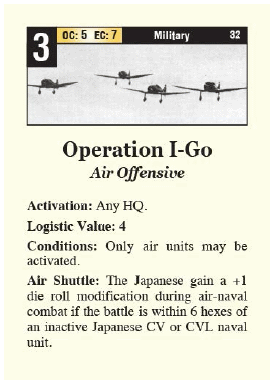 3
OC: 5 EC: 7 Military 32
Operation I-Go
Air Offensive
Activation: Any HQ.
Logistic Value: 4
Conditions: Only air units may be
activated.
Air Shuttle: The Japanese gain a +1
die roll modification during air-naval
combat if the battle is within 6 hexes of
an inactive Japanese CV or CVL naval
unit.